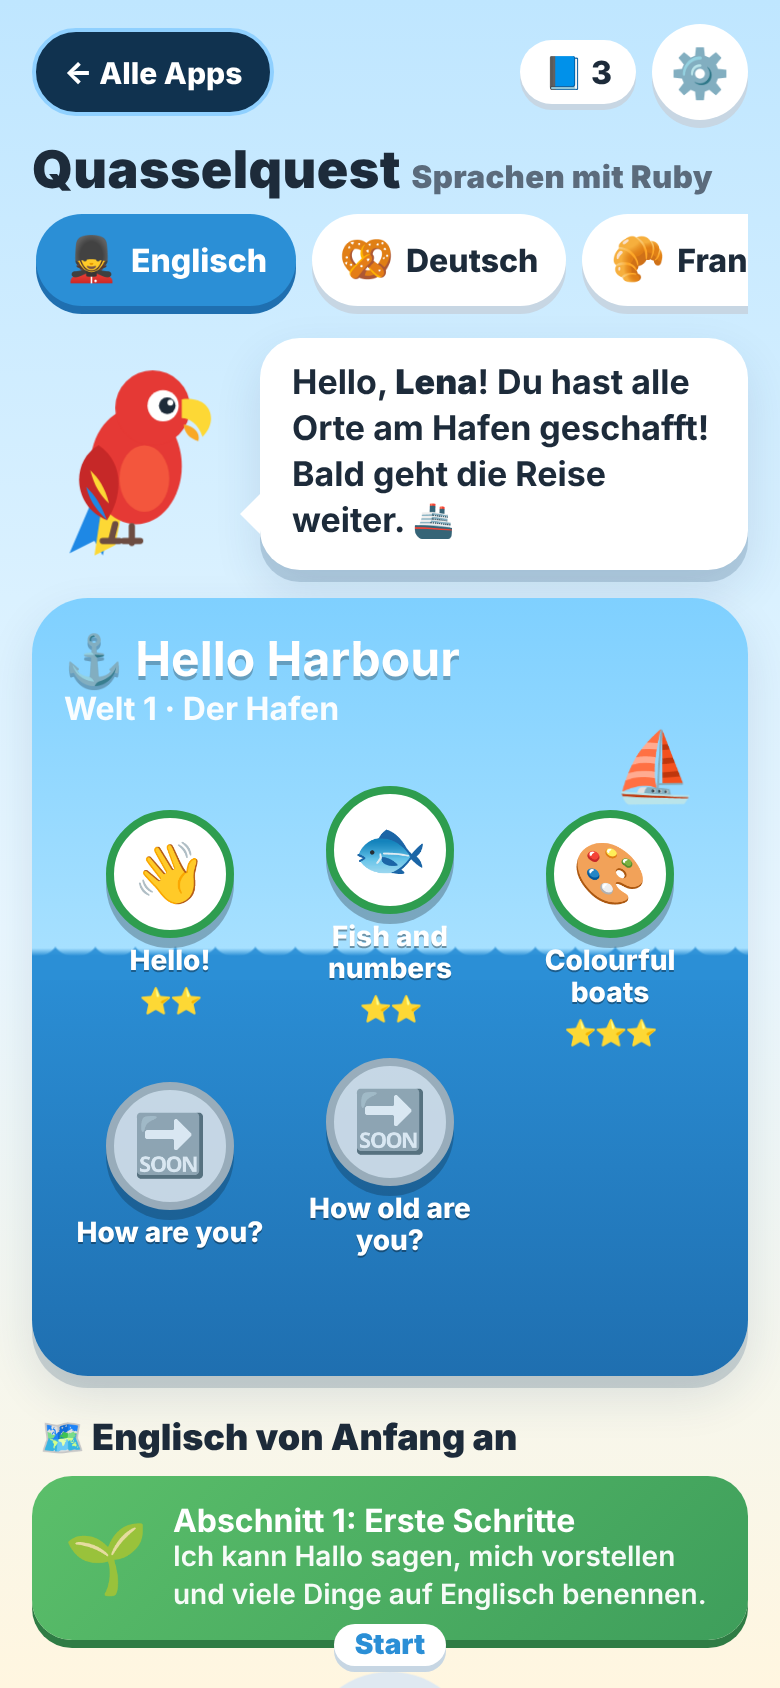 ← Alle Apps
3
Quasselquest Sprachen mit Ruby
Englisch
Deutsch
Fran
Hello, Lena! Du hast alle
Orte am Hafen geschafft!
Bald geht die Reise
weiter.
Hello Harbour
Welt 1 · Der Hafen
Hello!
Fish and
numbers
Colourful
boats
SOON
SOON
How are you?
How old are
you?
Englisch von Anfang an
Abschnitt 1: Erste Schritte
Ich kann Hallo sagen, mich vorstellen
und viele Dinge auf Englisch benennen.
Start